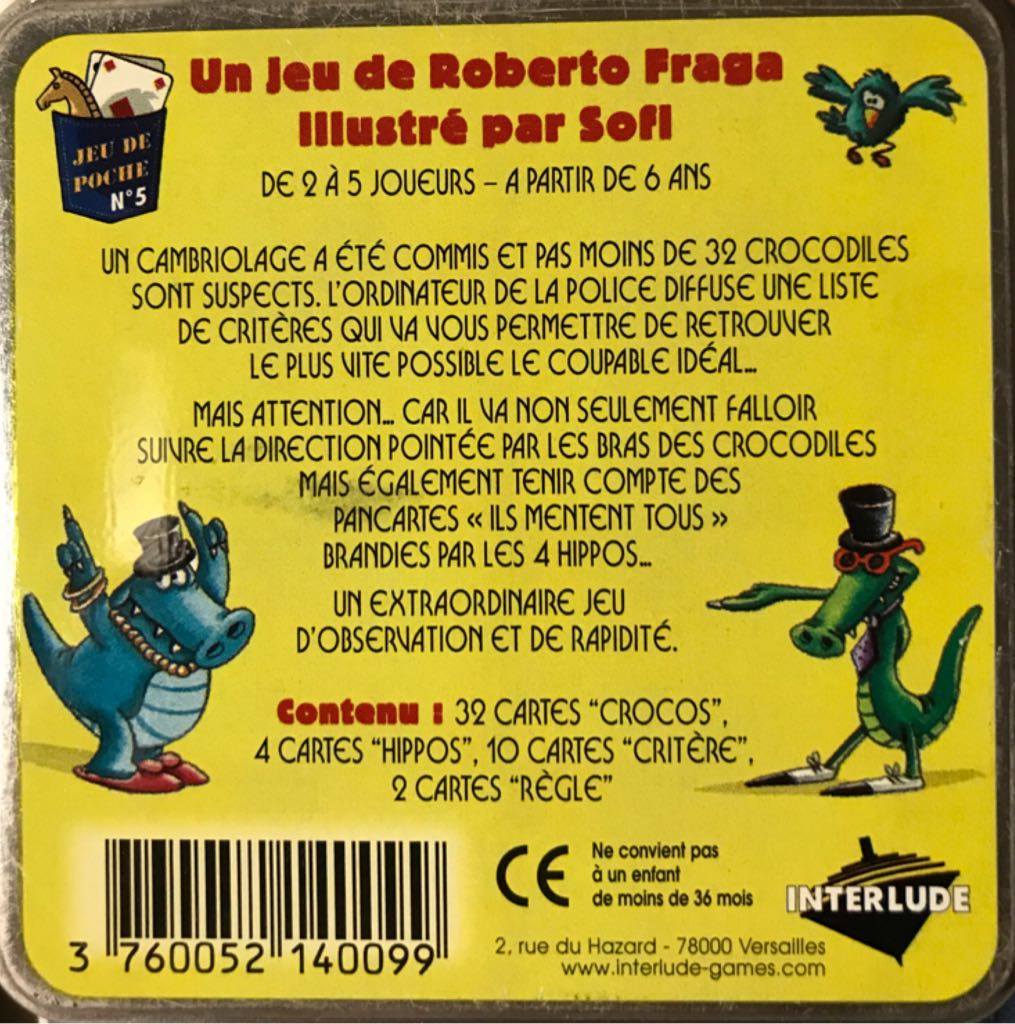 Un Jeu de Roberto Fraga
Illustré par Sofi
JEU DE
POCHE
N°5
DE 2 À 5 JOUEURS – A PARTIR DE 6 ANS
UN CAMBRIOLAGE A ÉTÉ COMMIS ET PAS MOINS DE 32 CROCODILES
SONT SUSPECTS. L'ORDINATEUR DE LA POLICE DIFFUSE UNE LISTE
DE CRITÈRES QUI VA VOUS PERMETTRE DE RETROUVER
LE PLUS VITE POSSIBLE LE COUPABLE IDÉAL...
MAIS ATTENTION... CAR IL VA NON SEULEMENT FALLOIR
SUIVRE LA DIRECTION POINTÉE PAR LES BRAS DES CROCODILES
MAIS ÉGALEMENT TENIR COMPTE DES
PANCARTES « ILS MENTENT TOUS »
BRANDIES PAR LES 4 HIPPOS...
UN EXTRAORDINAIRE JEU
D'OBSERVATION ET DE RAPIDITÉ.
Contenu : 32 CARTES “CROCOS”,
4 CARTES “HIPPOS”, 10 CARTES “CRITÈRE”,
2 CARTES “RÈGLE”
CE
Ne convient pas
à un enfant
de moins de 36 mois
INTERLUDE
2, rue du Hazard - 78000 Versailles
www.interlude-games.com
3 760052 140099